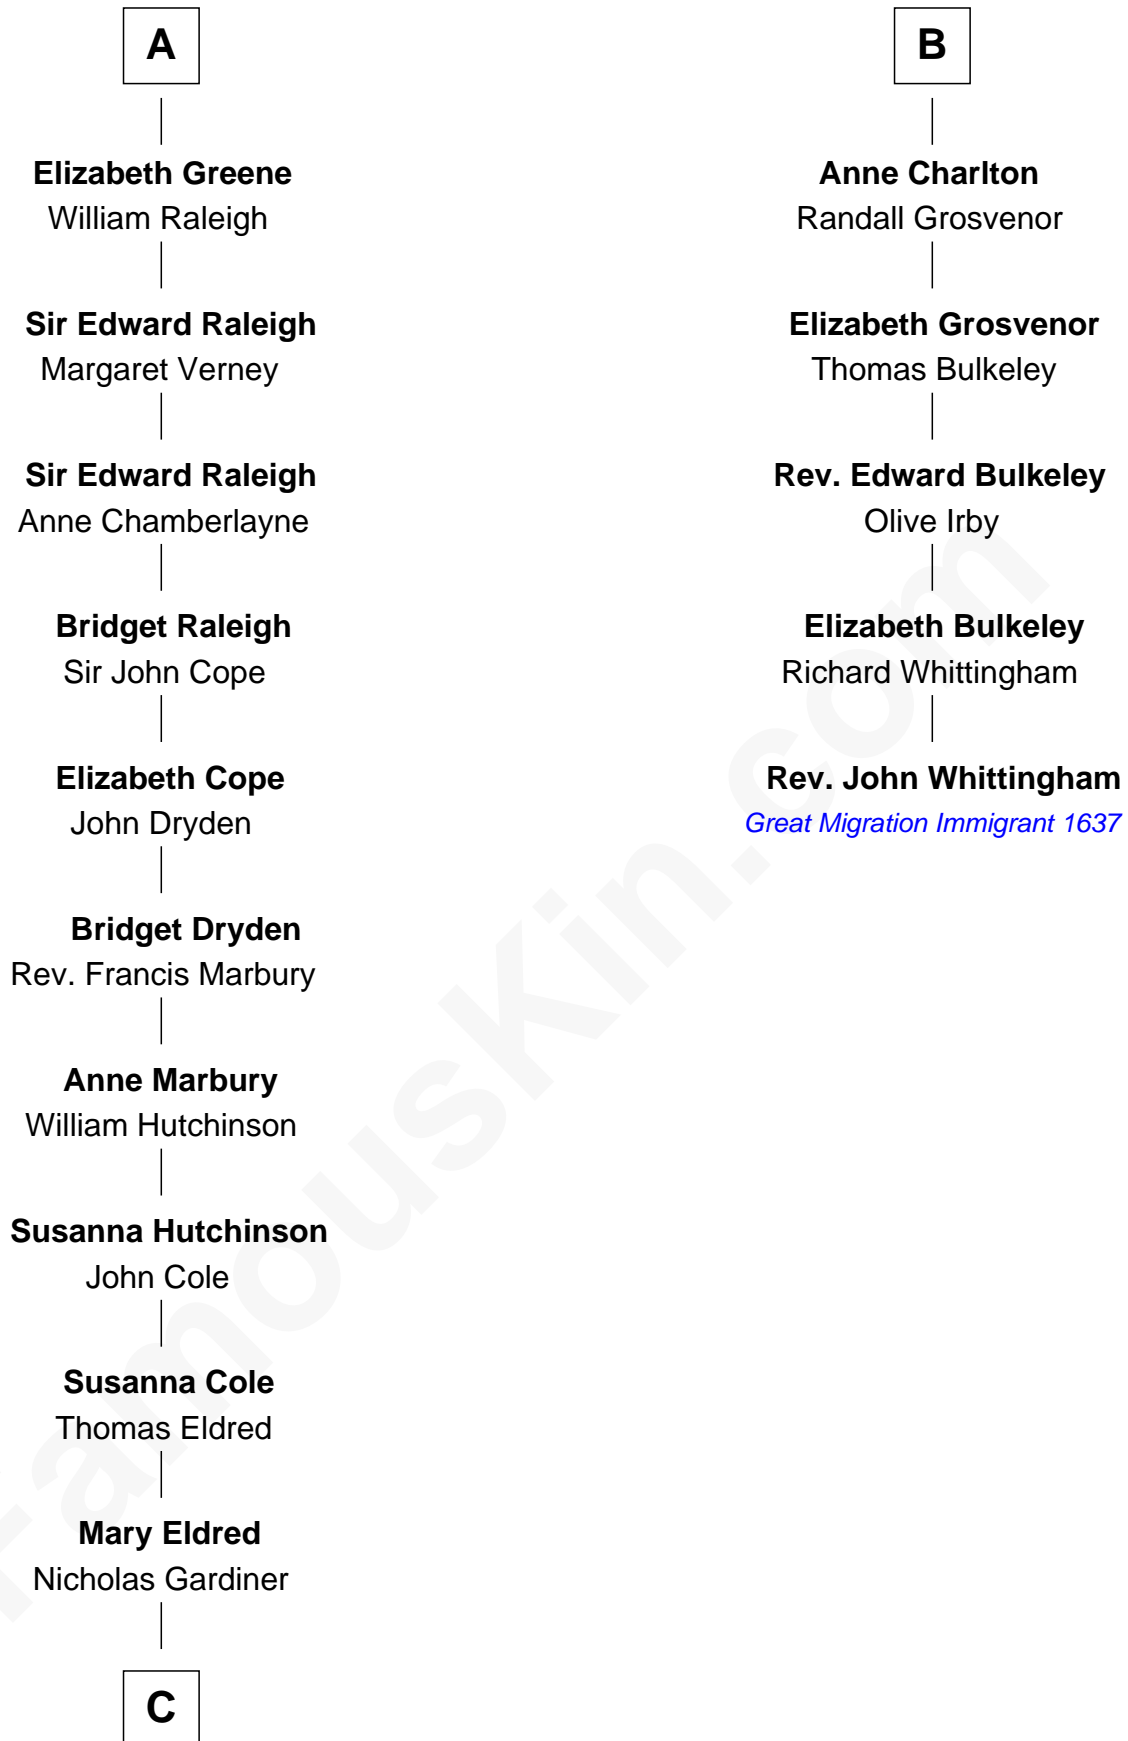 A
Elizabeth Greene
William Raleigh
Sir Edward Raleigh
Margaret Verney
Sir Edward Raleigh
Anne Chamberlayne
Bridget Raleigh
Sir John Cope
Elizabeth Cope
John Dryden
Bridget Dryden
Rev. Francis Marbury
Anne Marbury
William Hutchinson
Susanna Hutchinson
John Cole
Susanna Cole
Thomas Eldred
Mary Eldred
Nicholas Gardiner
C
B
Anne Charlton
Randall Grosvenor
Elizabeth Grosvenor
Thomas Bulkeley
Rev. Edward Bulkeley
Olive Irby
Elizabeth Bulkeley
Richard Whittingham
Rev. John Whittingham
Great Migration Immigrant 1637
FamousKin.com